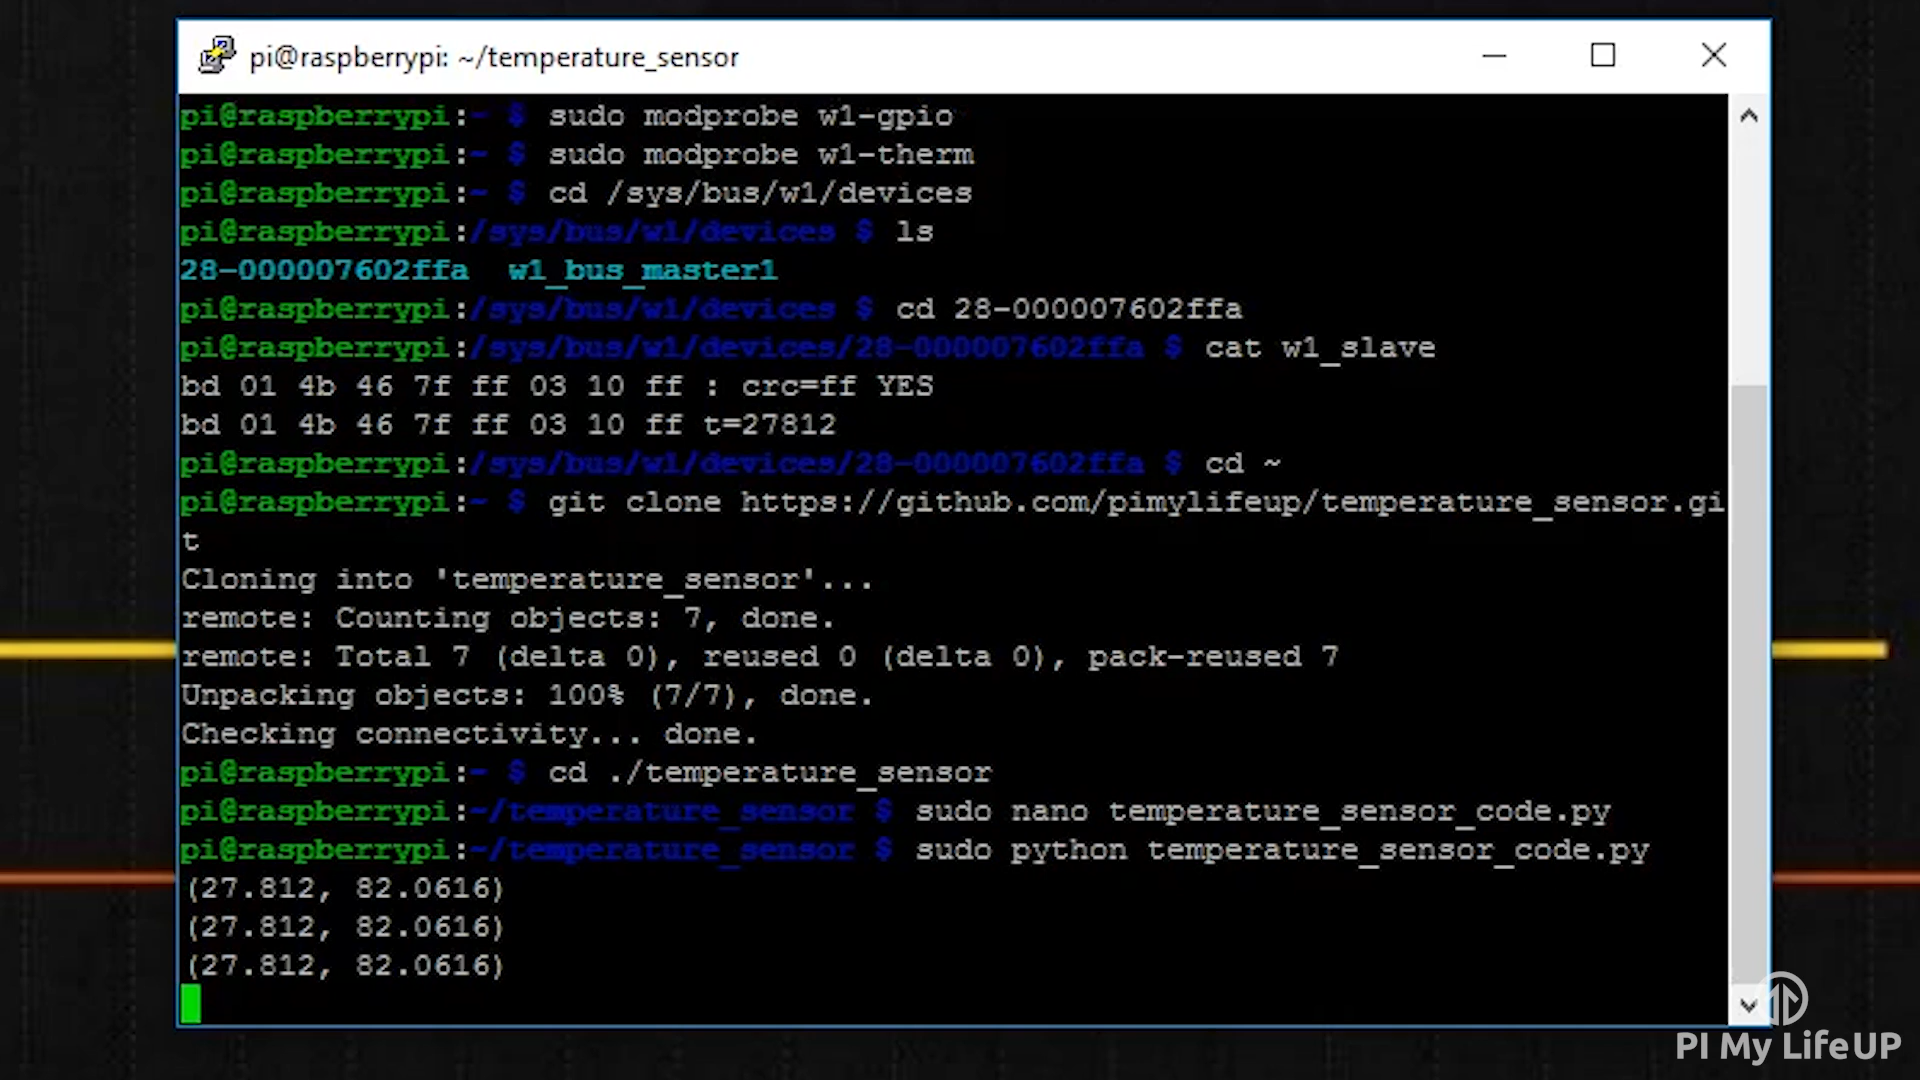 pi@raspberrypi: ~/temperature_sensor
pi@raspberrypi:~ $ sudo modprobe w1-gpio
pi@raspberrypi:~ $ sudo modprobe w1-therm
pi@raspberrypi:~ $ cd /sys/bus/w1/devices
pi@raspberrypi:/sys/bus/w1/devices $ ls
28-000007602ffa  w1_bus_master1
pi@raspberrypi:/sys/bus/w1/devices $ cd 28-000007602ffa
pi@raspberrypi:/sys/bus/w1/devices/28-000007602ffa $ cat w1_slave
bd 01 4b 46 7f ff 03 10 ff : crc=ff YES
bd 01 4b 46 7f ff 03 10 ff t=27812
pi@raspberrypi:/sys/bus/w1/devices/28-000007602ffa $ cd ~
pi@raspberrypi:~ $ git clone https://github.com/pimylifeup/temperature_sensor.gi
t
Cloning into 'temperature_sensor'...
remote: Counting objects: 7, done.
remote: Total 7 (delta 0), reused 0 (delta 0), pack-reused 7
Unpacking objects: 100% (7/7), done.
Checking connectivity... done.
pi@raspberrypi:~ $ cd ./temperature_sensor
pi@raspberrypi:~/temperature_sensor $ sudo nano temperature_sensor_code.py
pi@raspberrypi:~/temperature_sensor $ sudo python temperature_sensor_code.py
(27.812, 82.0616)
(27.812, 82.0616)
(27.812, 82.0616)
PI My LifeUP